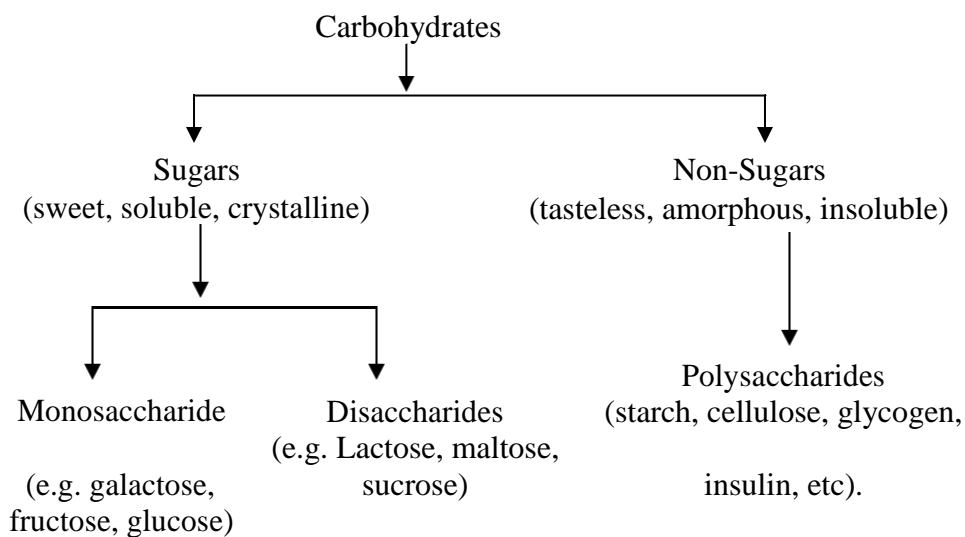 Carbohydrates
Sugars
(sweet, soluble, crystalline)
Non-Sugars
(tasteless, amorphous, insoluble)
Monosaccharide
(e.g. galactose,
fructose, glucose)
Disaccharides
(e.g. Lactose, maltose,
sucrose)
Polysaccharides
(starch, cellulose, glycogen,
insulin, etc).